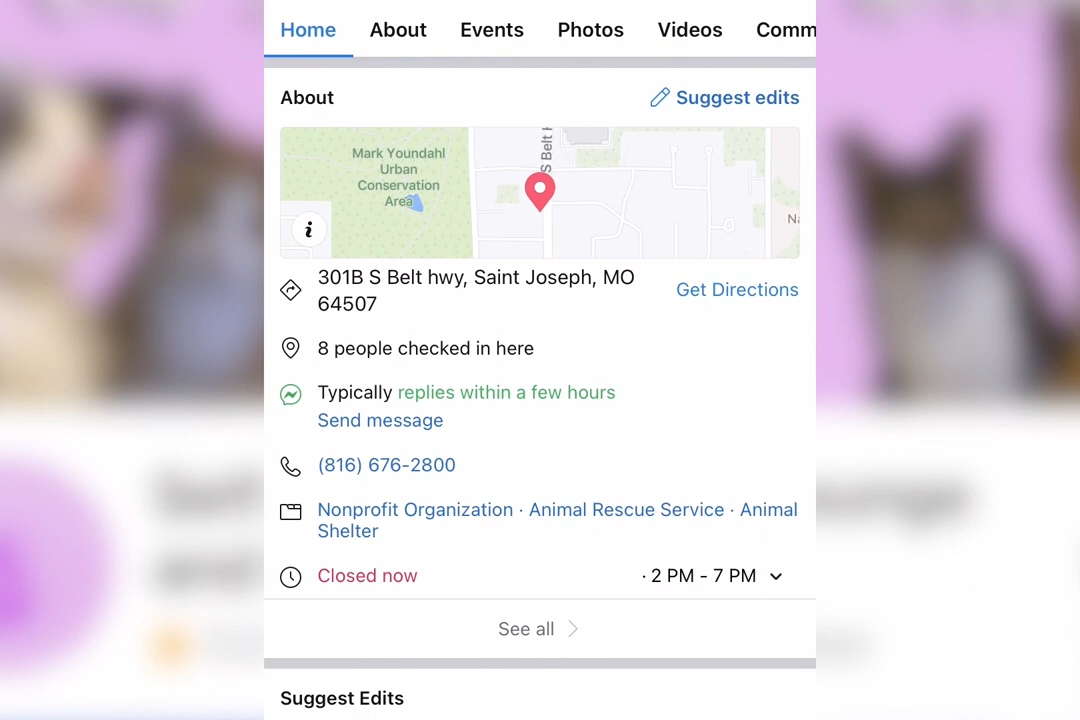 Home About Events Photos Videos Comm
About Suggest edits
Mark Youndahl
Urban
Conservation
Area
S Belt H
Na
i
301B S Belt hwy, Saint Joseph, MO
64507
Get Directions
8 people checked in here
Typically replies within a few hours
Send message
(816) 676-2800
Nonprofit Organization · Animal Rescue Service · Animal
Shelter
Closed now · 2 PM - 7 PM
See all
Suggest Edits